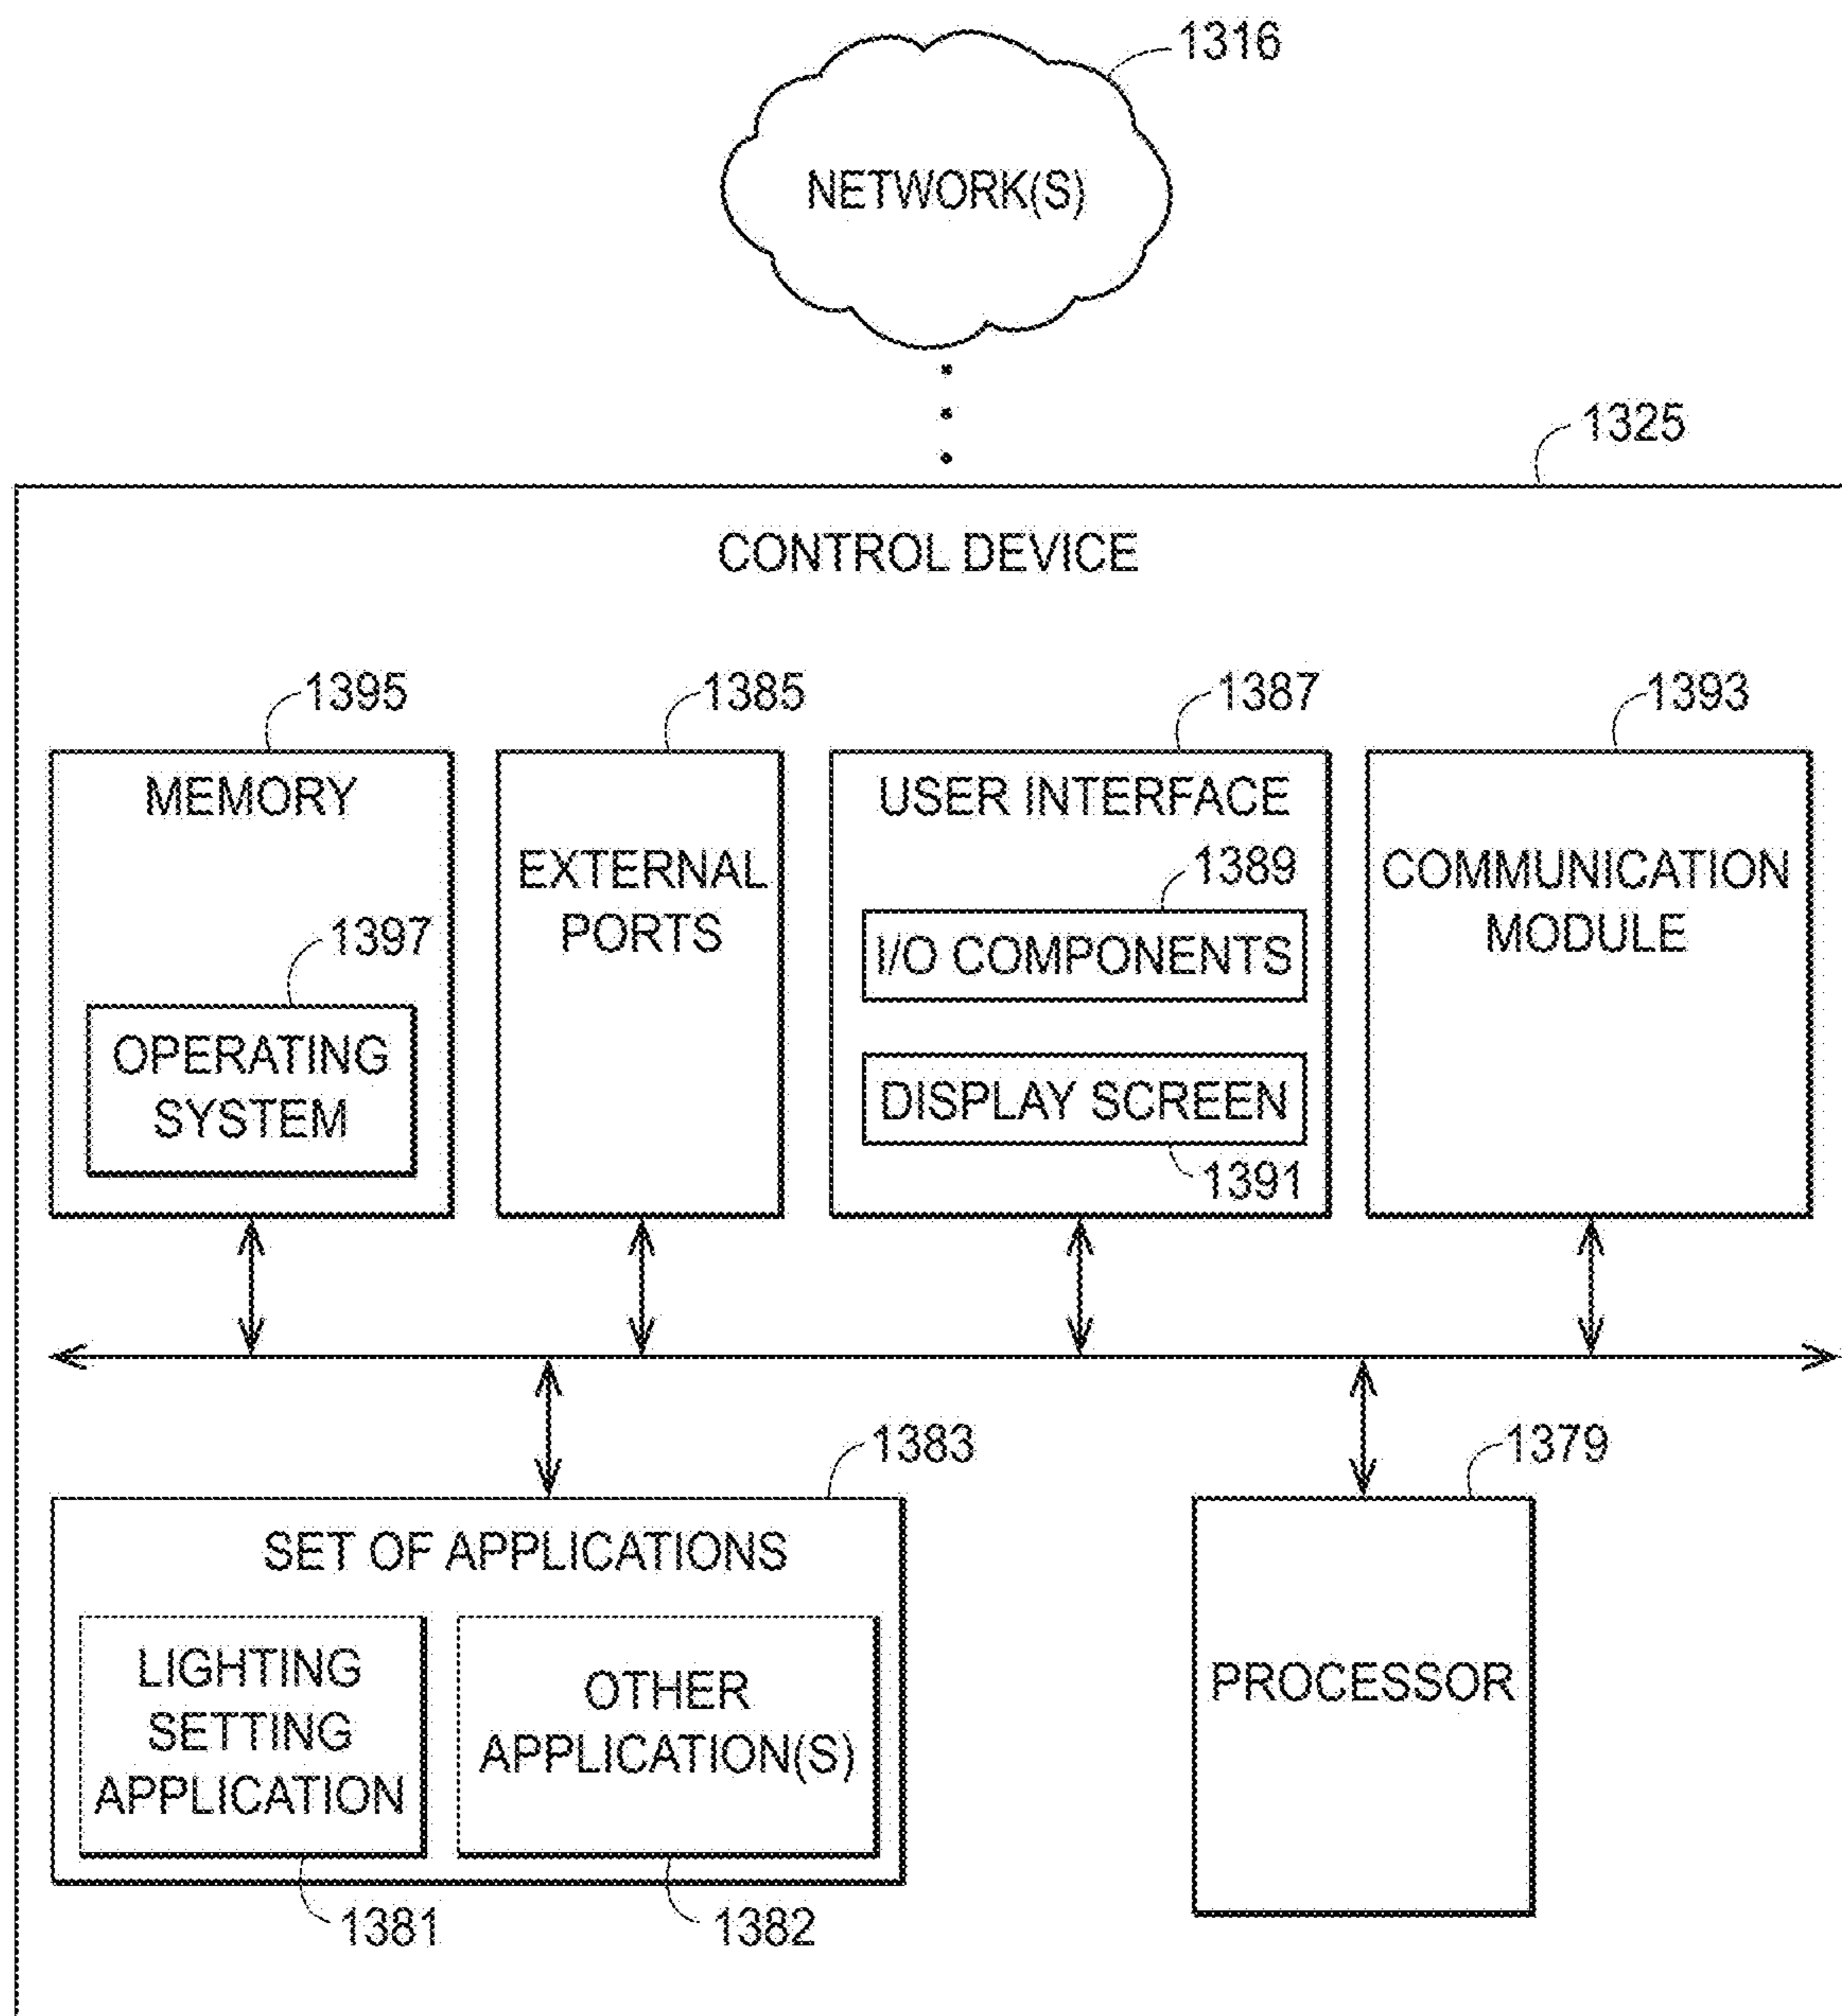 1316
NETWORK(S)
1325
CONTROL DEVICE
1395
1385
1387
1393
MEMORY
1397
OPERATING
SYSTEM
EXTERNAL
PORTS
USER INTERFACE
1389
I/O COMPONENTS
DISPLAY SCREEN
1391
COMMUNICATION
MODULE
1383
1379
SET OF APPLICATIONS
LIGHTING
SETTING
APPLICATION
OTHER
APPLICATION(S)
1381
1382
PROCESSOR